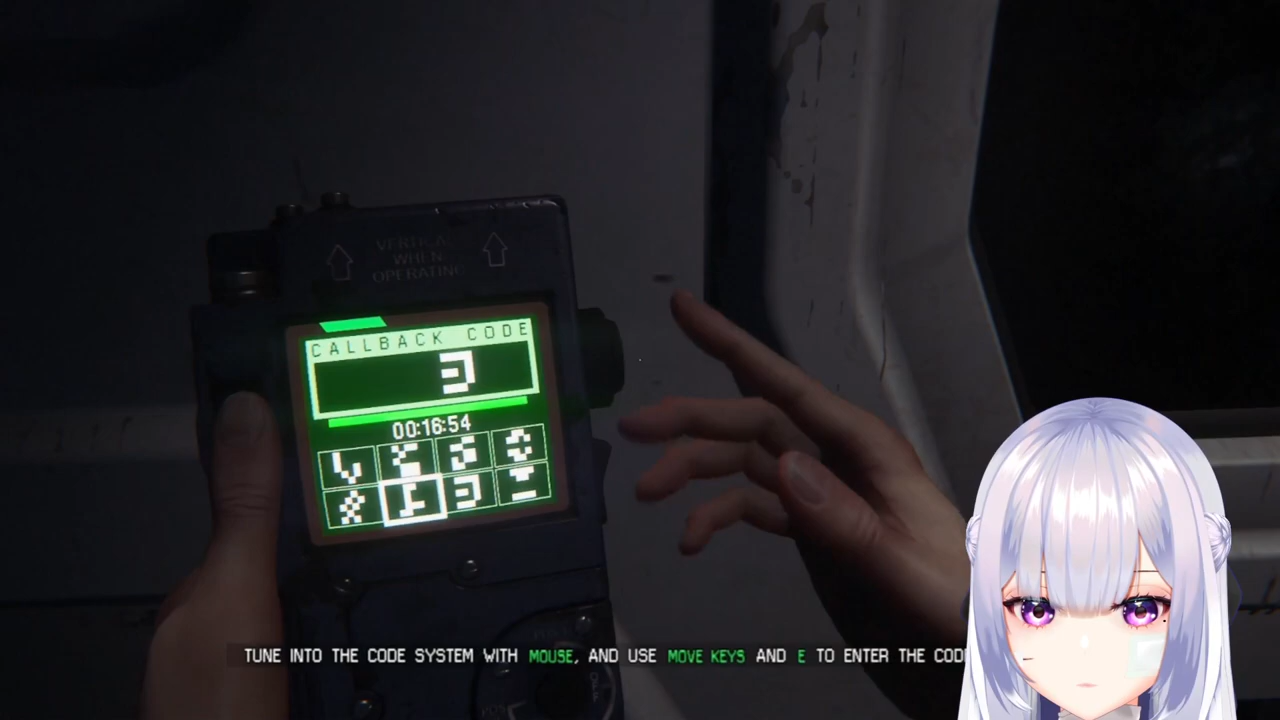 VERTICAL
WHEN
OPERATING
CALLBACK CODE
00:16:54
TUNE INTO THE CODE SYSTEM WITH MOUSE, AND USE MOVE KEYS AND E TO ENTER THE COD